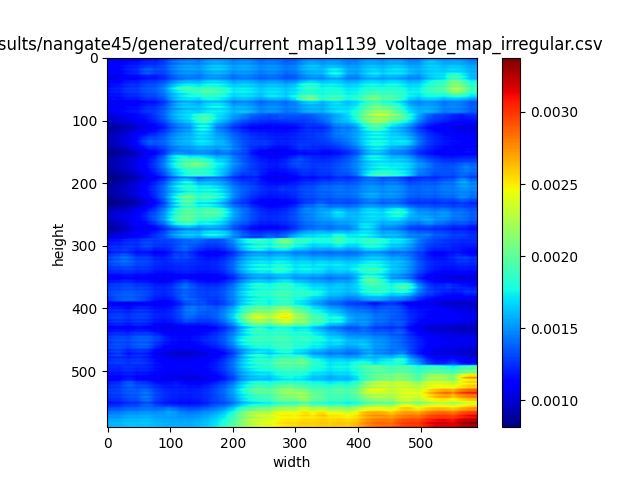 sults/nangate45/generated/current_map1139_voltage_map_irregular.csv
0
100
200
300
400
500
height
0 100 200 300 400 500
width
0.0030
0.0025
0.0020
0.0015
0.0010